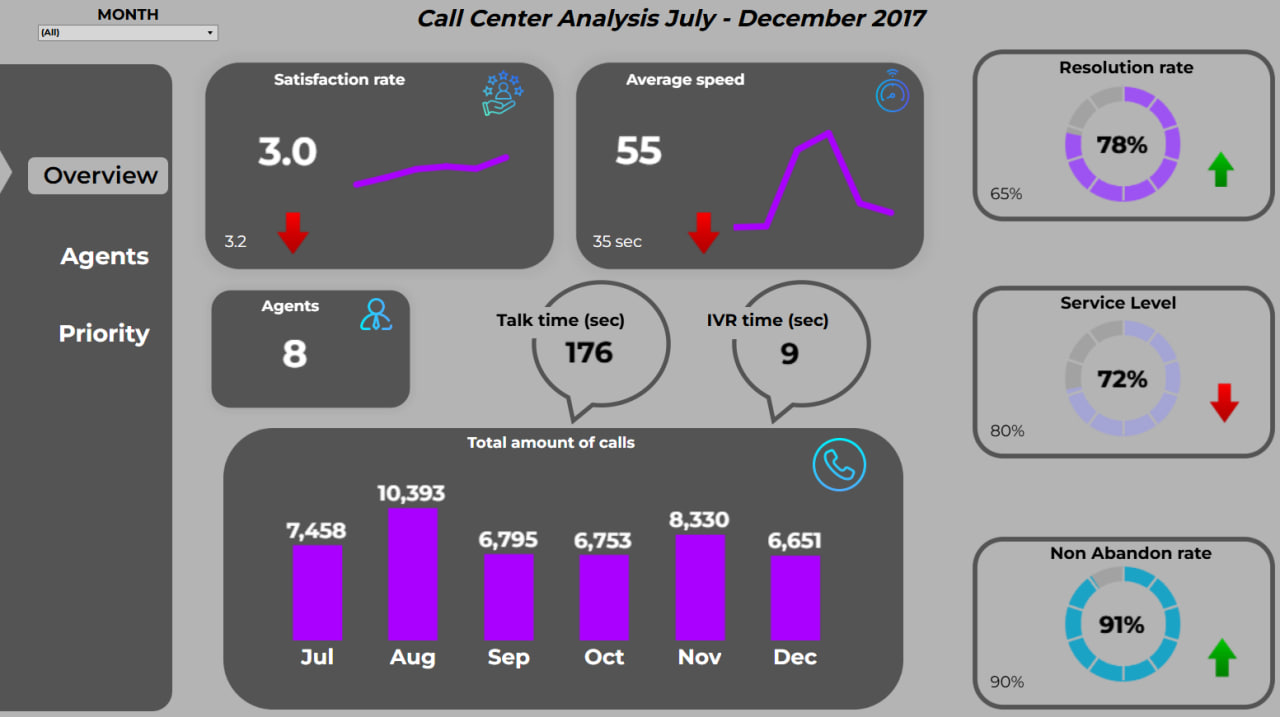 MONTH
(All)
Call Center Analysis July - December 2017
Overview
Agents
Priority
Satisfaction rate
3.0
3.2
Average speed
55
35 sec
Resolution rate
78%
65%
Agents
8
Talk time (sec)
176
IVR time (sec)
9
Service Level
72%
80%
Total amount of calls
7,458
10,393
6,795
6,753
8,330
6,651
Jul
Aug
Sep
Oct
Nov
Dec
Non Abandon rate
91%
90%